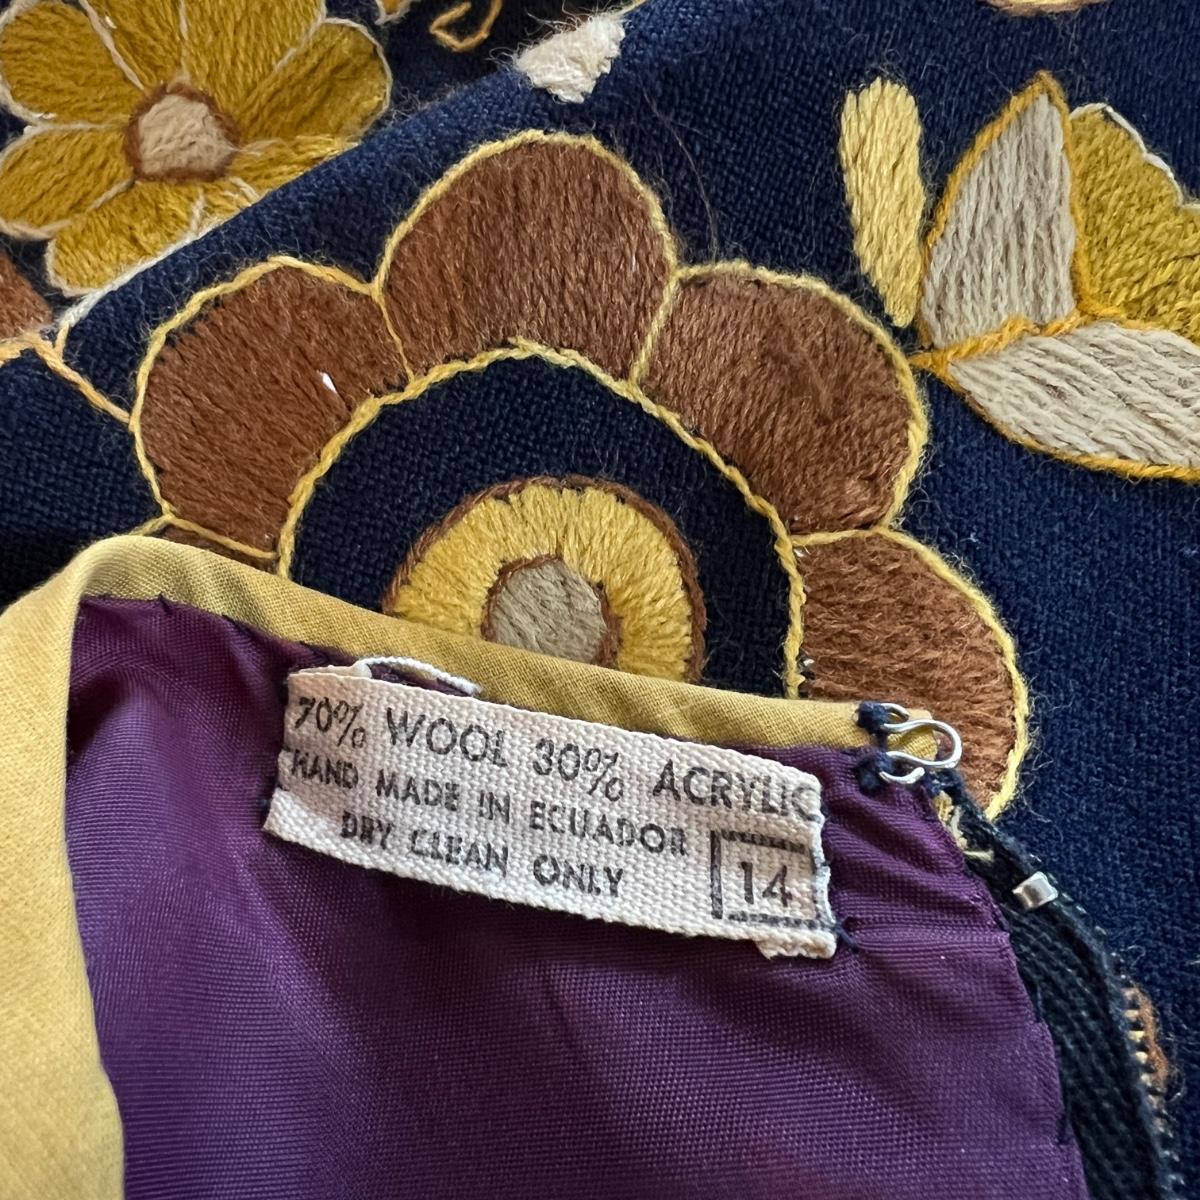 70% WOOL 30% ACRYLIC
HAND MADE IN ECUADOR
DRY CLEAN ONLY
14